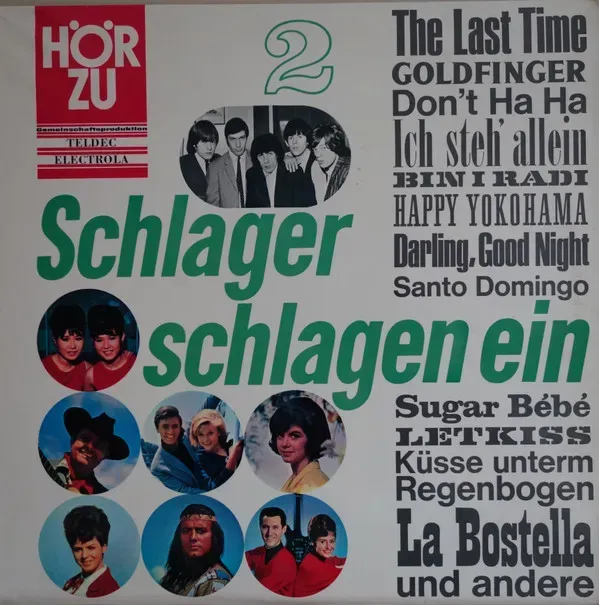 HÖR
ZU
Gemeinschaftsproduktion
TELDEC
ELECTROLA
2
Schlager
schlagen ein
The Last Time
GOLDFINGER
Don't Ha Ha
Ich steh' allein
BIN I RADI
HAPPY YOKOHAMA
Darling, Good Night
Santo Domingo
Sugar Bébé
LETKISS
Küsse unterm
Regenbogen
La Bostella
und andere